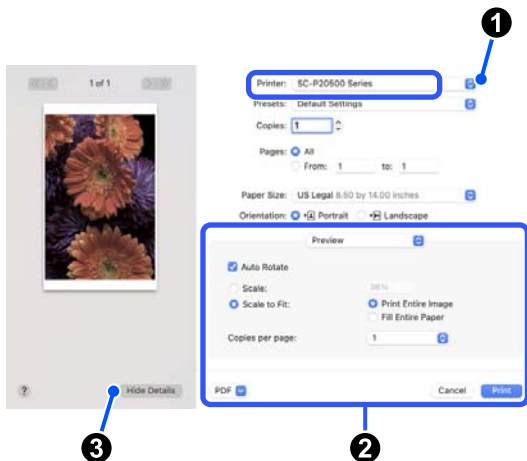 1
1 of 1
Printer: SC-P20500 Series
Presets: Default Settings
Copies: 1
Pages: All
From: 1 to: 1
Paper Size: US Legal 8.50 by 14.00 inches
Orientation: Portrait Landscape
Preview
Auto Rotate
Scale: 36%
Scale to Fit: Print Entire Image
Fill Entire Paper
Copies per page: 1
? Hide Details PDF Cancel Print
3 2